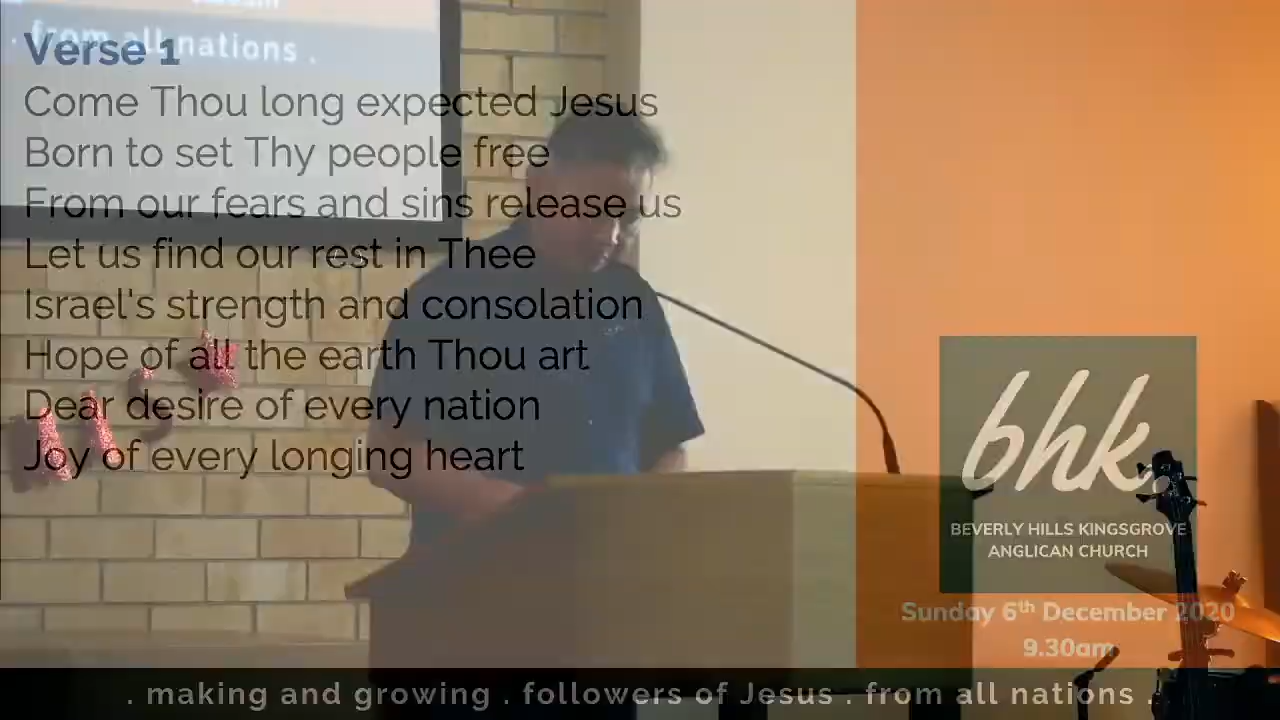 . from all nations .
Verse 1
Come Thou long expected Jesus
Born to set Thy people free
From our fears and sins release us
Let us find our rest in Thee
Israel's strength and consolation
Hope of all the earth Thou art
Dear desire of every nation
Joy of every longing heart
bhk.
BEVERLY HILLS KINGSGROVE
ANGLICAN CHURCH
Sunday 6th December 2020
9.30am
. making and growing . followers of Jesus . from all nations .